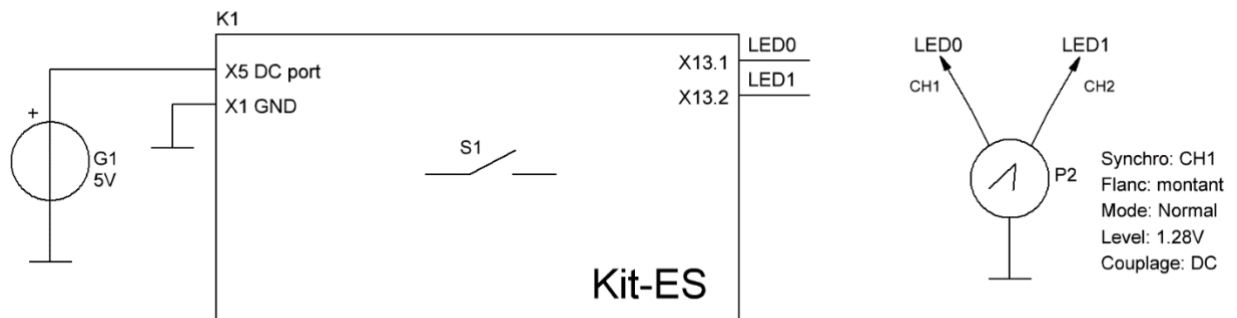 K1
X5 DC port
X1 GND
+
G1
5V
S1
X13.1
LED0
X13.2
LED1
Kit-ES
LED0
LED1
CH1
CH2
P2
Synchro: CH1
Flanc: montant
Mode: Normal
Level: 1.28V
Couplage: DC